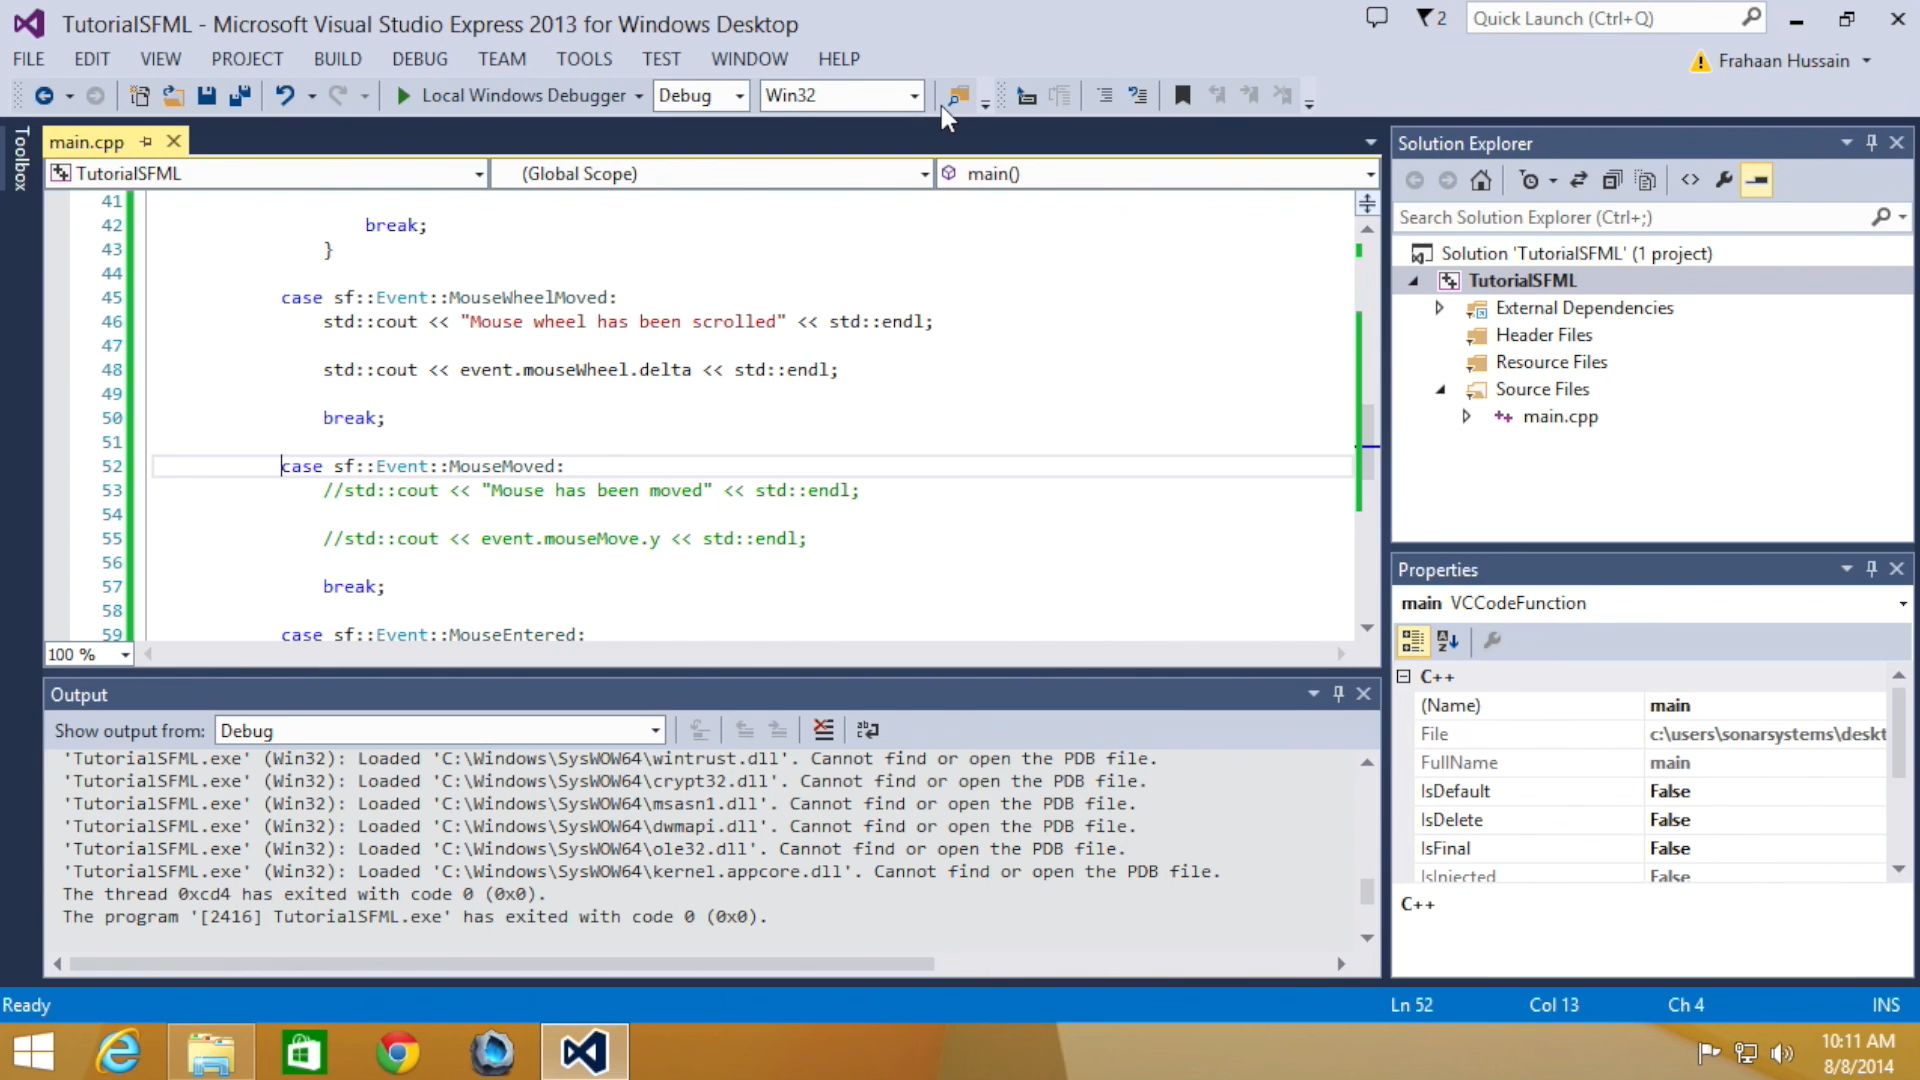 TutorialSFML - Microsoft Visual Studio Express 2013 for Windows Desktop
2
Quick Launch (Ctrl+Q)
FILE EDIT VIEW PROJECT BUILD DEBUG TEAM TOOLS TEST WINDOW HELP
Frahaan Hussain
Local Windows Debugger Debug Win32
Toolbox
main.cpp
TutorialSFML (Global Scope) main()
41
42 break;
43 }
44
45 case sf::Event::MouseWheelMoved:
46 std::cout << "Mouse wheel has been scrolled" << std::endl;
47
48 std::cout << event.mouseWheel.delta << std::endl;
49
50 break;
51
52 case sf::Event::MouseMoved:
53 //std::cout << "Mouse has been moved" << std::endl;
54
55 //std::cout << event.mouseMove.y << std::endl;
56
57 break;
58
59 case sf::Event::MouseEntered:
100 %
Solution Explorer
Search Solution Explorer (Ctrl+;)
Solution 'TutorialSFML' (1 project)
TutorialSFML
External Dependencies
Header Files
Resource Files
Source Files
main.cpp
Properties
main VCCodeFunction
C++
(Name) main
File c:\users\sonarsystems\deskt
FullName main
IsDefault False
IsDelete False
IsFinal False
IsInjected False
C++
Output
Show output from: Debug
'TutorialSFML.exe' (Win32): Loaded 'C:\Windows\SysWOW64\wintrust.dll'. Cannot find or open the PDB file.
'TutorialSFML.exe' (Win32): Loaded 'C:\Windows\SysWOW64\crypt32.dll'. Cannot find or open the PDB file.
'TutorialSFML.exe' (Win32): Loaded 'C:\Windows\SysWOW64\msasn1.dll'. Cannot find or open the PDB file.
'TutorialSFML.exe' (Win32): Loaded 'C:\Windows\SysWOW64\dwmapi.dll'. Cannot find or open the PDB file.
'TutorialSFML.exe' (Win32): Loaded 'C:\Windows\SysWOW64\ole32.dll'. Cannot find or open the PDB file.
'TutorialSFML.exe' (Win32): Loaded 'C:\Windows\SysWOW64\kernel.appcore.dll'. Cannot find or open the PDB file.
The thread 0xcd4 has exited with code 0 (0x0).
The program '[2416] TutorialSFML.exe' has exited with code 0 (0x0).
Ready Ln 52 Col 13 Ch 4 INS
10:11 AM
8/8/2014